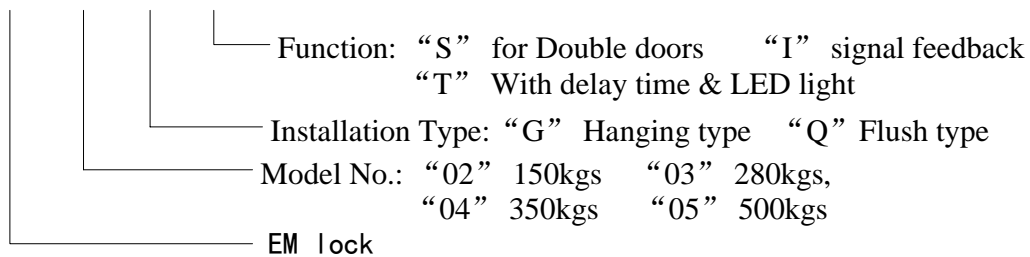 Function: “S” for Double doors “I” signal feedback
“T” With delay time & LED light
Installation Type: “G” Hanging type “Q” Flush type
Model No.: “02” 150kgs “03” 280kgs,
“04” 350kgs “05” 500kgs
EM lock